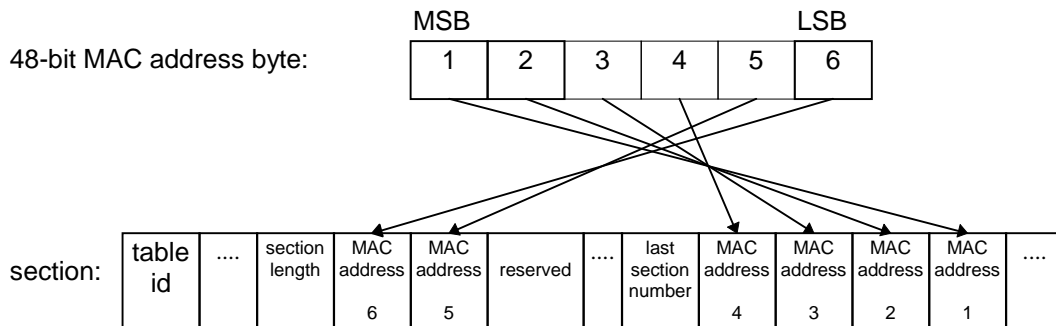 MSB LSB
48-bit MAC address byte: 1 2 3 4 5 6
section:
table id
....
section length
MAC address 6
MAC address 5
reserved
....
last section number
MAC address 4
MAC address 3
MAC address 2
MAC address 1
....